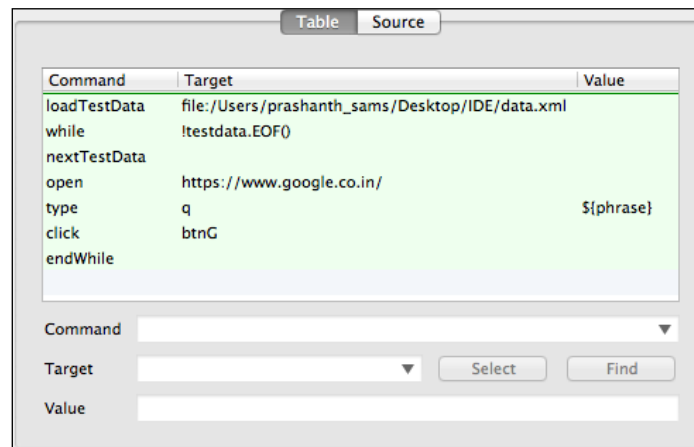 Table Source
Command Target Value
loadTestData file:/Users/prashanth_sams/Desktop/IDE/data.xml
while !testdata.EOF()
nextTestData
open https://www.google.co.in/
type q ${phrase}
click btnG
endWhile
Command
Target Select Find
Value